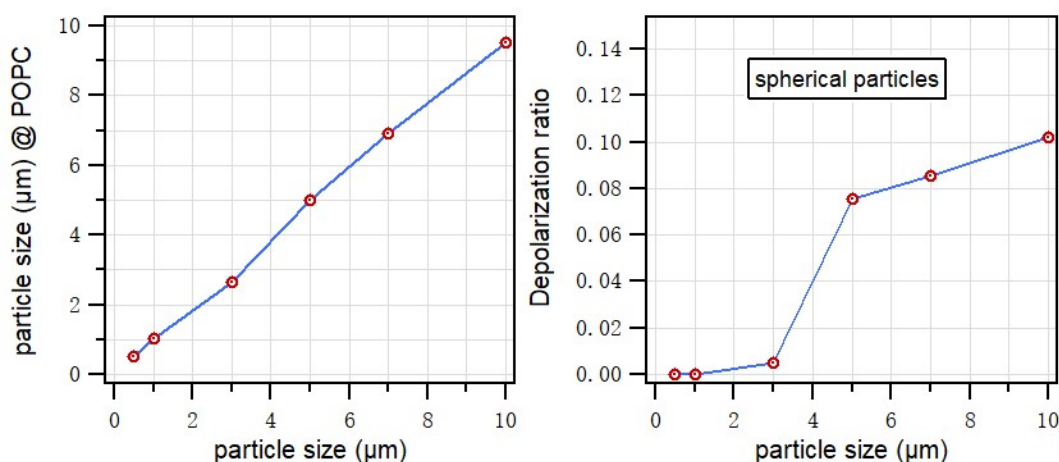 10
8
6
4
2
0
particle size (μm) @ POPC
0 2 4 6 8 10
particle size (μm)
0.14
0.12
0.10
0.08
0.06
0.04
0.02
0.00
Depolarization ratio
spherical particles
0 2 4 6 8 10
particle size (μm)